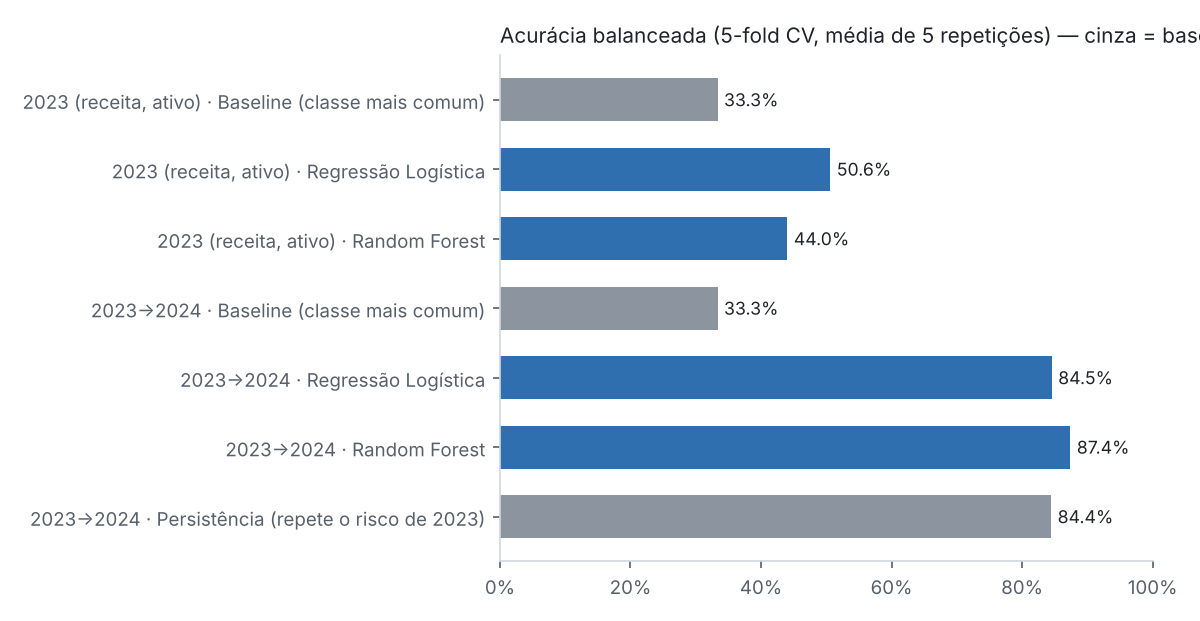 Acurácia balanceada (5-fold CV, média de 5 repetições) — cinza =
2023 (receita, ativo) · Baseline (classe mais comum) 33.3%
2023 (receita, ativo) · Regressão Logística 50.6%
2023 (receita, ativo) · Random Forest 44.0%
2023→2024 · Baseline (classe mais comum) 33.3%
2023→2024 · Regressão Logística 84.5%
2023→2024 · Random Forest 87.4%
2023→2024 · Persistência (repete o risco de 2023) 84.4%
0% 20% 40% 60% 80% 100%